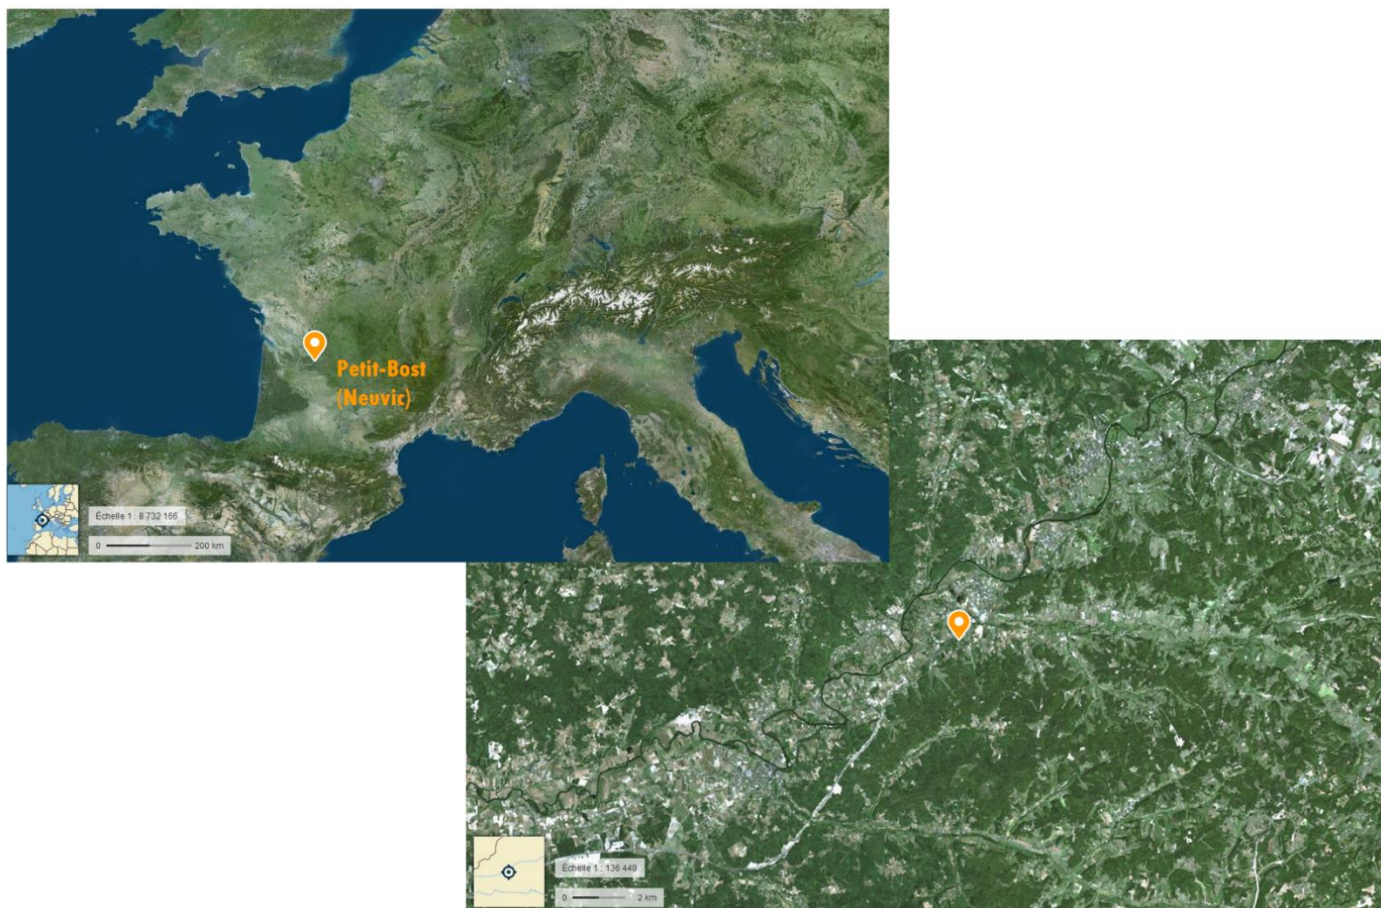 Petit-Bost
(Neuvic)
Échelle 1 : 8 732 166
0 200 km
Échelle 1 : 136 440
0 2 km